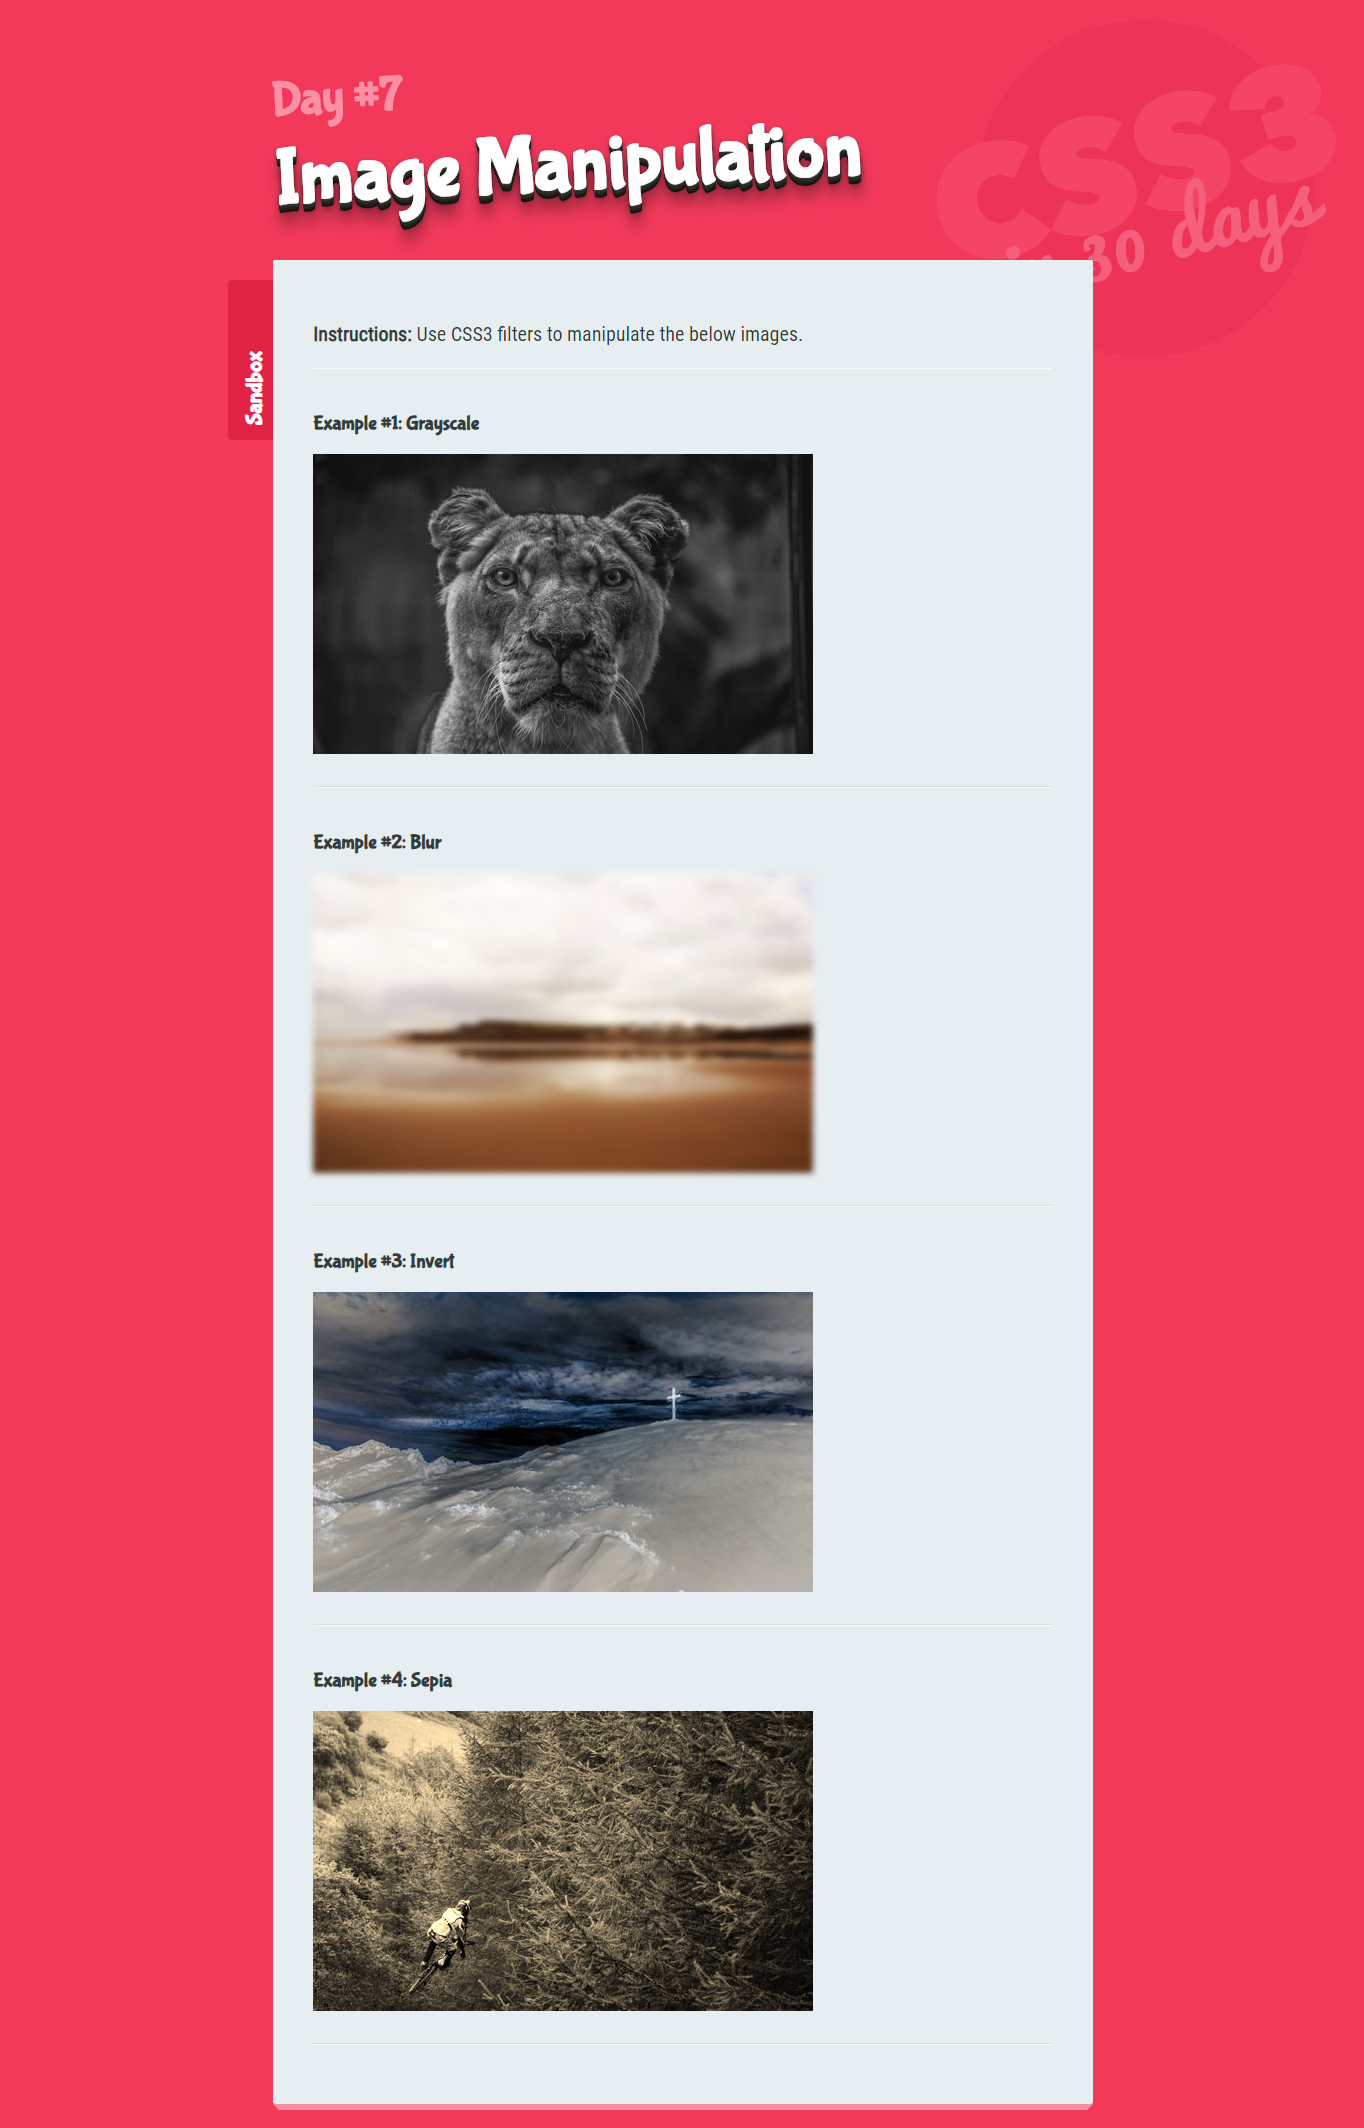 Day #7
Image Manipulation
CSS3
in 30 days
Sandbox
Instructions: Use CSS3 filters to manipulate the below images.
Example #1: Grayscale
Example #2: Blur
Example #3: Invert
Example #4: Sepia